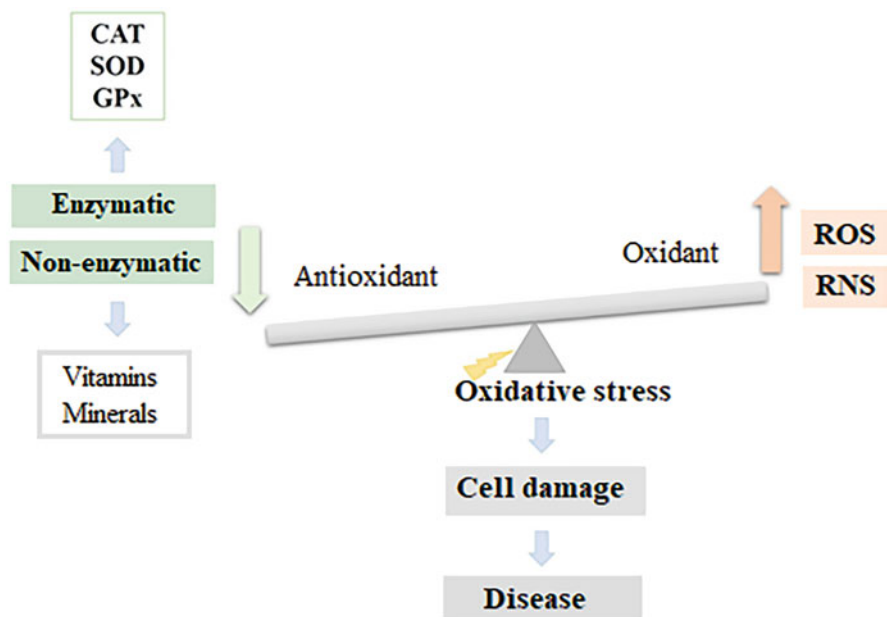 CAT
SOD
GPx
Enzymatic
Non-enzymatic
Vitamins
Minerals
Antioxidant
Oxidant
ROS
RNS
Oxidative stress
Cell damage
Disease